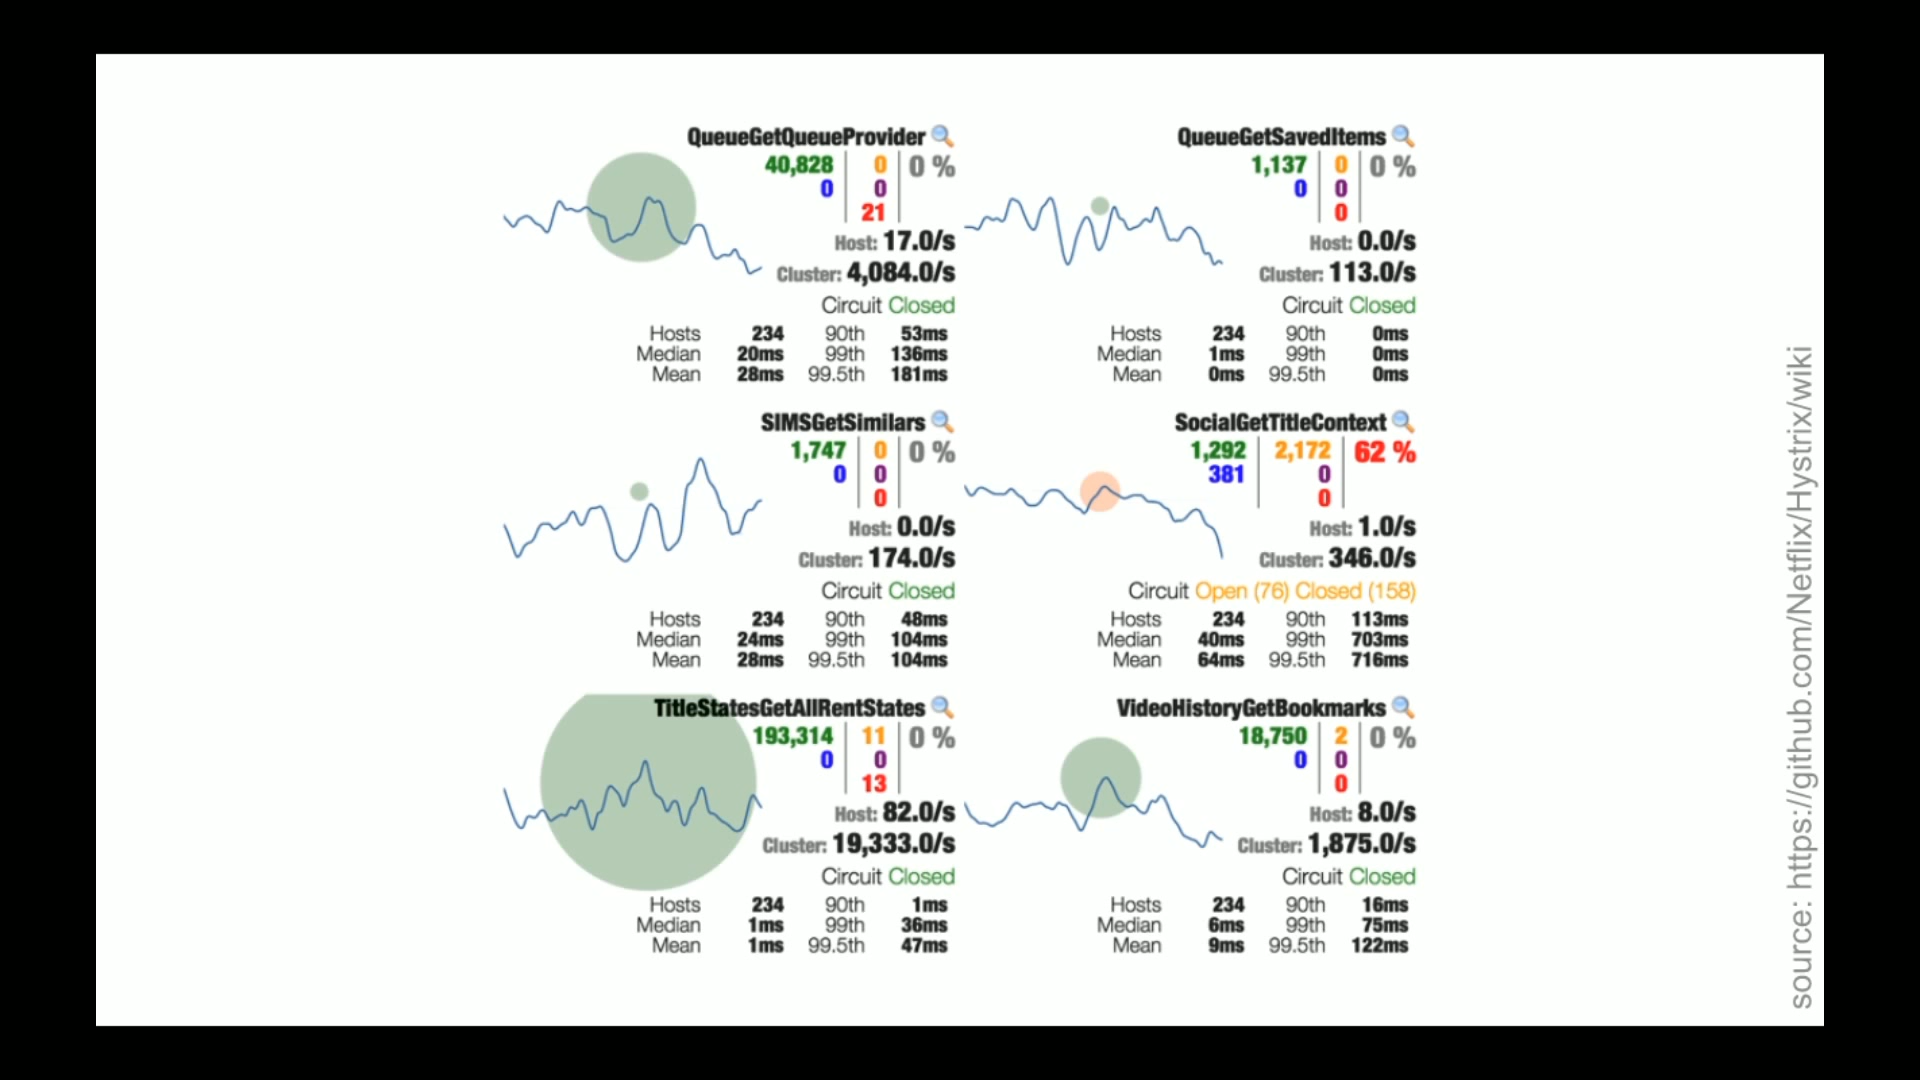 QueueGetQueueProvider
40,828 0 0 %
0 0
21
Host: 17.0/s
Cluster: 4,084.0/s
Circuit Closed
Hosts 234 90th 53ms
Median 20ms 99th 136ms
Mean 28ms 99.5th 181ms
QueueGetSavedItems
1,137 0 0 %
0 0
0
Host: 0.0/s
Cluster: 113.0/s
Circuit Closed
Hosts 234 90th 0ms
Median 1ms 99th 0ms
Mean 0ms 99.5th 0ms
SIMSGetSimilars
1,747 0 0 %
0 0
0
Host: 0.0/s
Cluster: 174.0/s
Circuit Closed
Hosts 234 90th 48ms
Median 24ms 99th 104ms
Mean 28ms 99.5th 104ms
SocialGetTitleContext
1,292 2,172 62 %
381 0
0
Host: 1.0/s
Cluster: 346.0/s
Circuit Open (76) Closed (158)
Hosts 234 90th 113ms
Median 40ms 99th 703ms
Mean 64ms 99.5th 716ms
TitleStatesGetAllRentStates
193,314 11 0 %
0 0
13
Host: 82.0/s
Cluster: 19,333.0/s
Circuit Closed
Hosts 234 90th 1ms
Median 1ms 99th 36ms
Mean 1ms 99.5th 47ms
VideoHistoryGetBookmarks
18,750 2 0 %
0 0
0
Host: 8.0/s
Cluster: 1,875.0/s
Circuit Closed
Hosts 234 90th 16ms
Median 6ms 99th 75ms
Mean 9ms 99.5th 122ms
source: https://github.com/Netflix/Hystrix/wiki